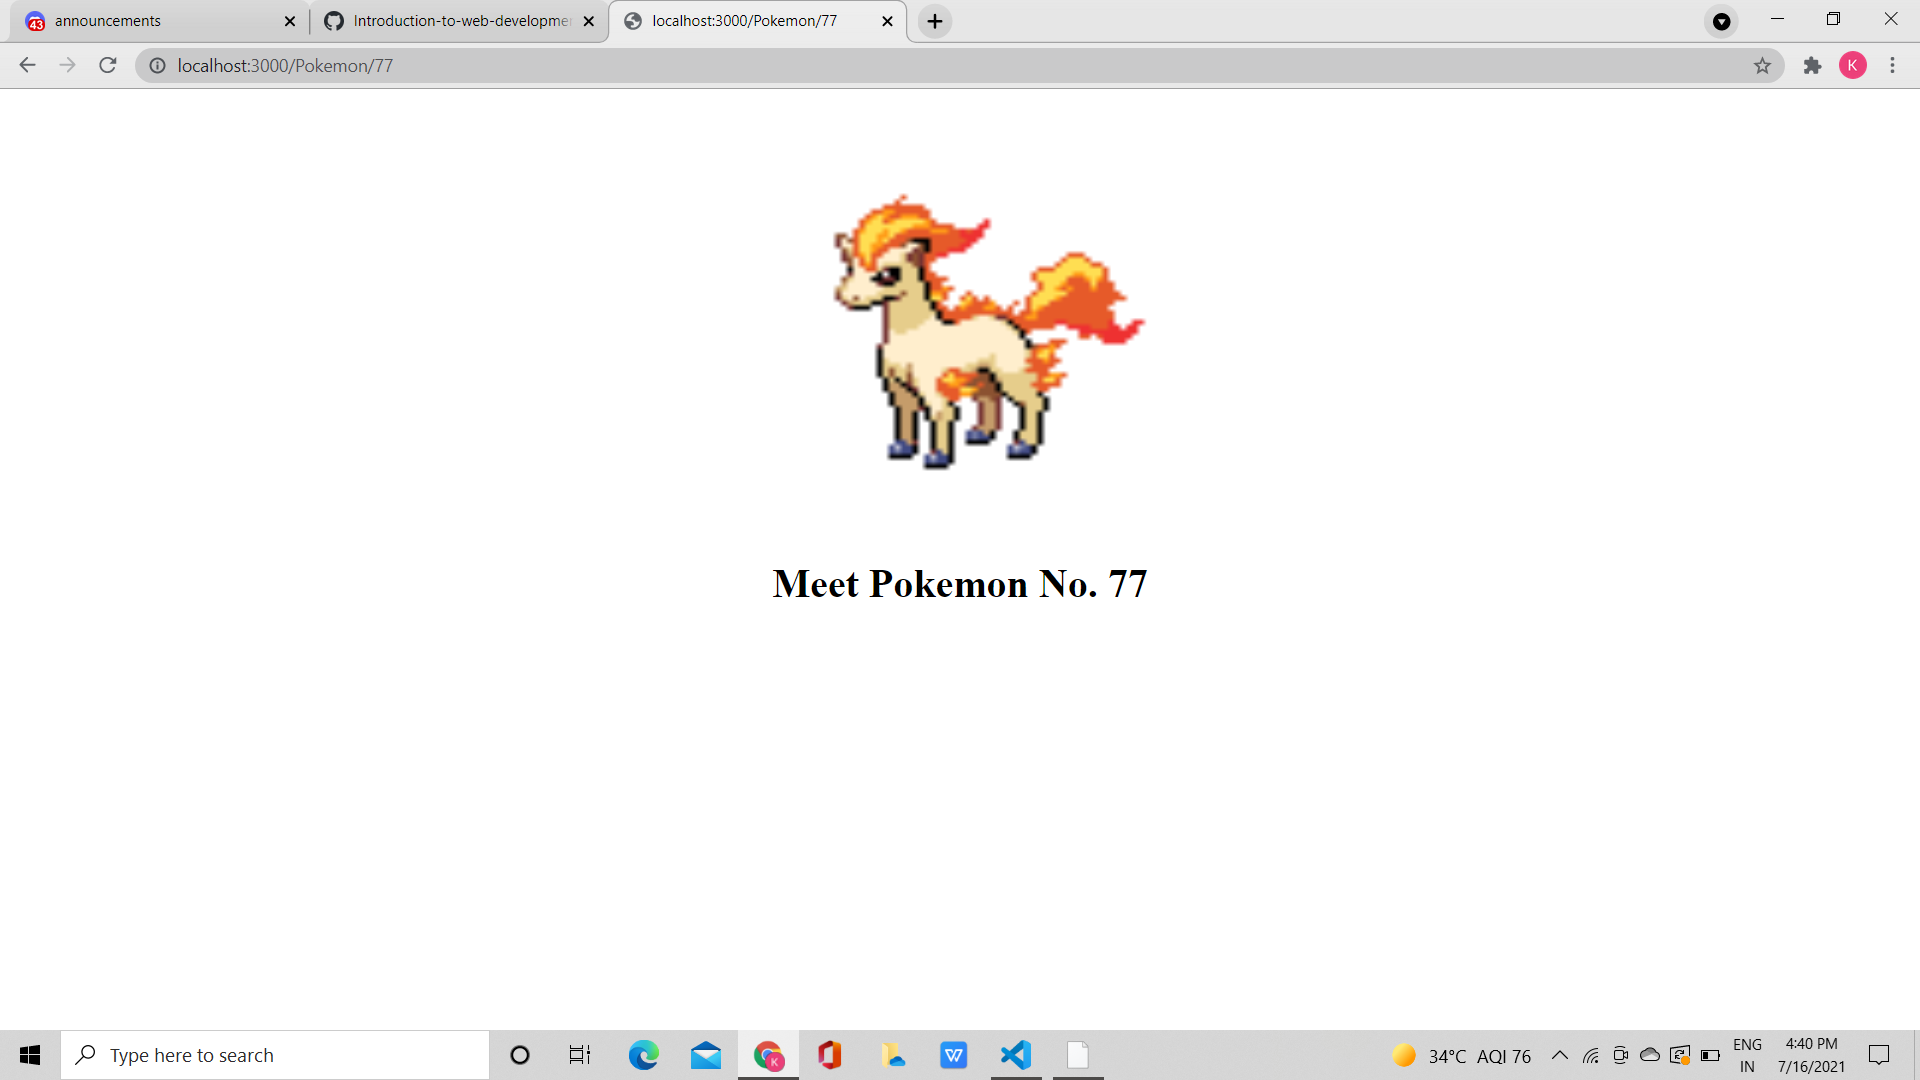 43 announcements
Introduction-to-web-developme
localhost:3000/Pokemon/77
localhost:3000/Pokemon/77
K
Meet Pokemon No. 77
Type here to search
K
W
34°C AQI 76
ENG
IN
4:40 PM
7/16/2021